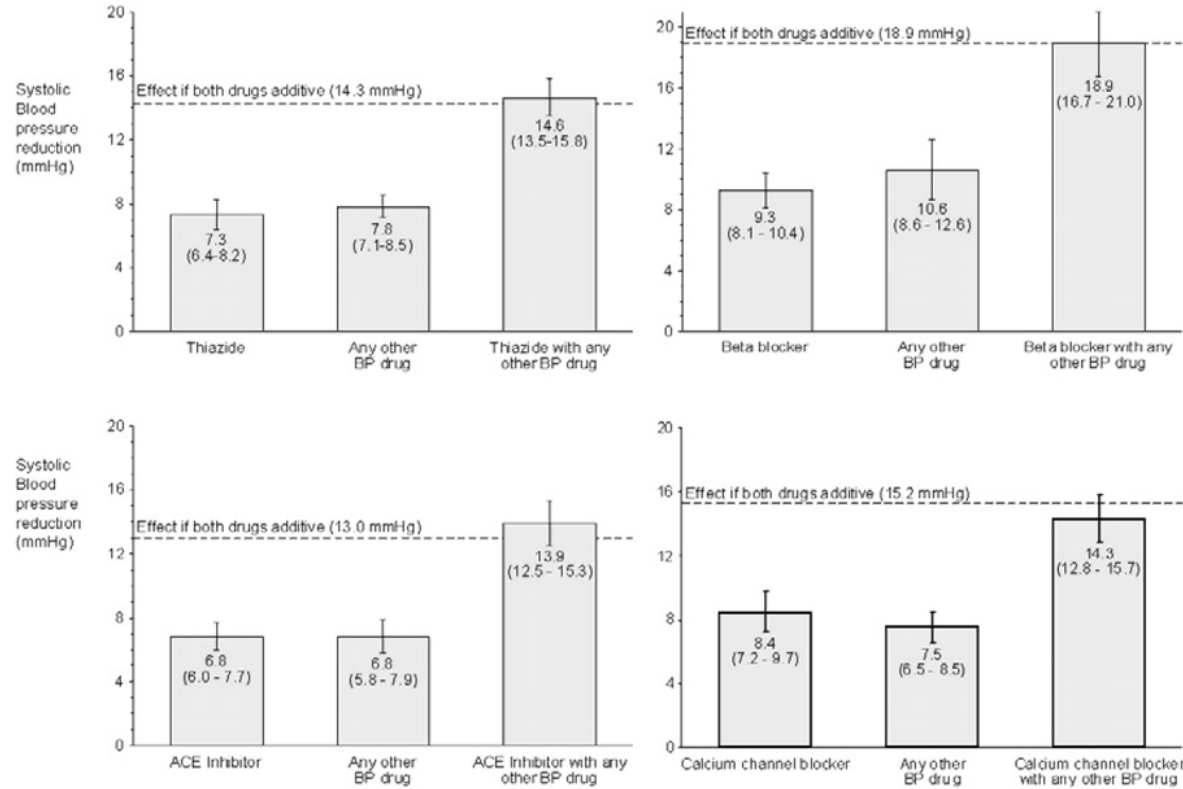 20
Effect if both drugs additive (14.3 mmHg)
16
Systolic
Blood
pressure
reduction
(mmHg)
12
8
4
0
14.6
(13.5-15.8)
7.3
(6.4-8.2)
7.8
(7.1-8.5)
Thiazide
Any other
BP drug
Thiazide with any
other BP drug
Effect if both drugs additive (18.9 mmHg)
20
16
12
8
4
0
18.9
(16.7 - 21.0)
9.3
(8.1 - 10.4)
10.6
(8.6 - 12.6)
Beta blocker
Any other
BP drug
Beta blocker with any
other BP drug
20
16
Systolic
Blood
pressure
reduction
(mmHg)
Effect if both drugs additive (13.0 mmHg)
12
8
4
0
13.9
(12.5 - 15.3)
6.8
(6.0 - 7.7)
6.8
(5.8 - 7.9)
ACE Inhibitor
Any other
BP drug
ACE Inhibitor with any
other BP drug
20
16
Effect if both drugs additive (15.2 mmHg)
12
8
4
0
14.3
(12.8 - 15.7)
8.4
(7.2 - 9.7)
7.5
(6.5 - 8.5)
Calcium channel blocker
Any other
BP drug
Calcium channel blocker
with any other BP drug